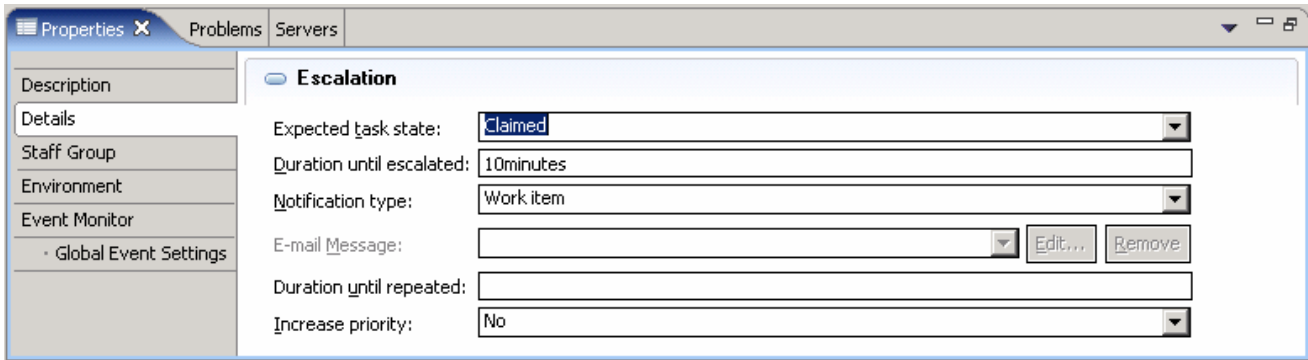 Properties Problems Servers
Description
Details
Staff Group
Environment
Event Monitor
· Global Event Settings
Escalation
Expected task state: Claimed
Duration until escalated: 10minutes
Notification type: Work item
E-mail Message: Edit... Remove
Duration until repeated:
Increase priority: No